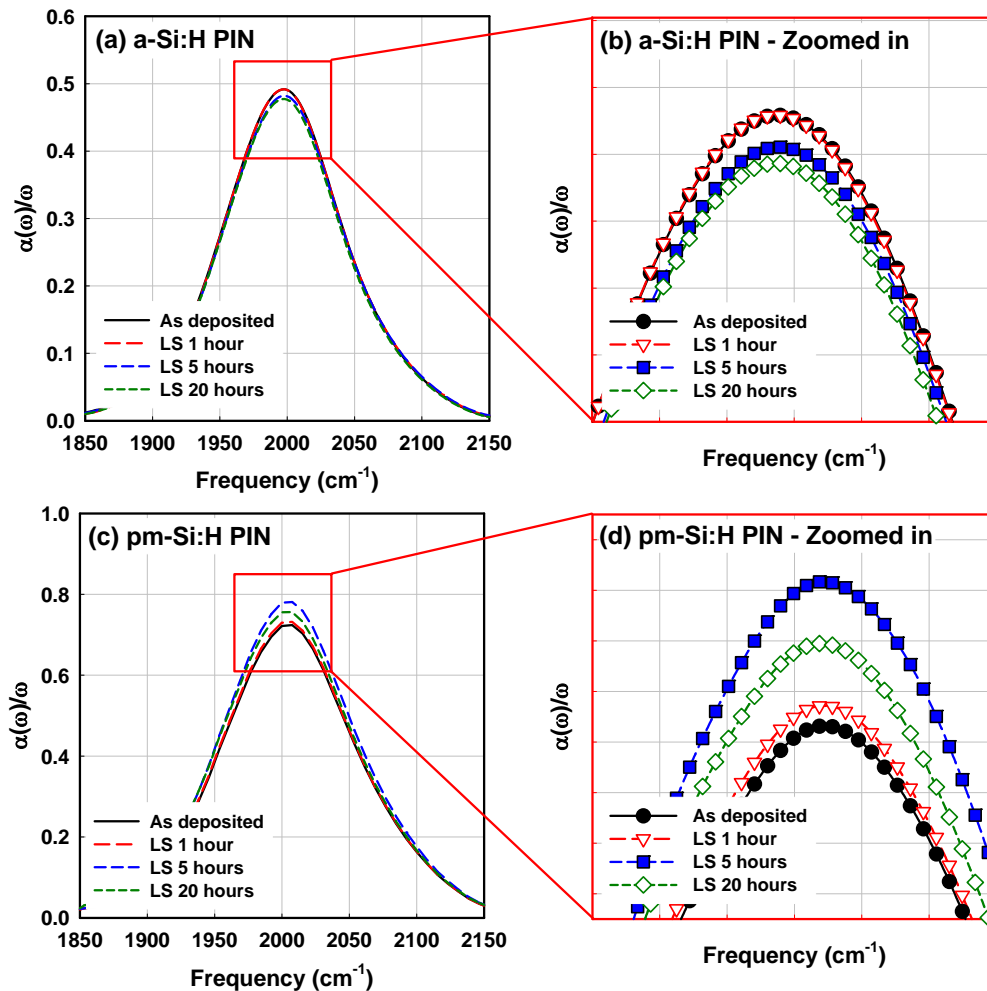 (a) a-Si:H PIN
0.6
0.5
0.4
0.3
0.2
0.1
0.0
α(ω)/ω
As deposited
LS 1 hour
LS 5 hours
LS 20 hours
1850 1900 1950 2000 2050 2100 2150
Frequency (cm-1)
(b) a-Si:H PIN - Zoomed in
α(ω)/ω
As deposited
LS 1 hour
LS 5 hours
LS 20 hours
Frequency (cm-1)
(c) pm-Si:H PIN
1.0
0.8
0.6
0.4
0.2
0.0
α(ω)/ω
As deposited
LS 1 hour
LS 5 hours
LS 20 hours
1850 1900 1950 2000 2050 2100 2150
Frequency (cm-1)
(d) pm-Si:H PIN - Zoomed in
α(ω)/ω
As deposited
LS 1 hour
LS 5 hours
LS 20 hours
Frequency (cm-1)